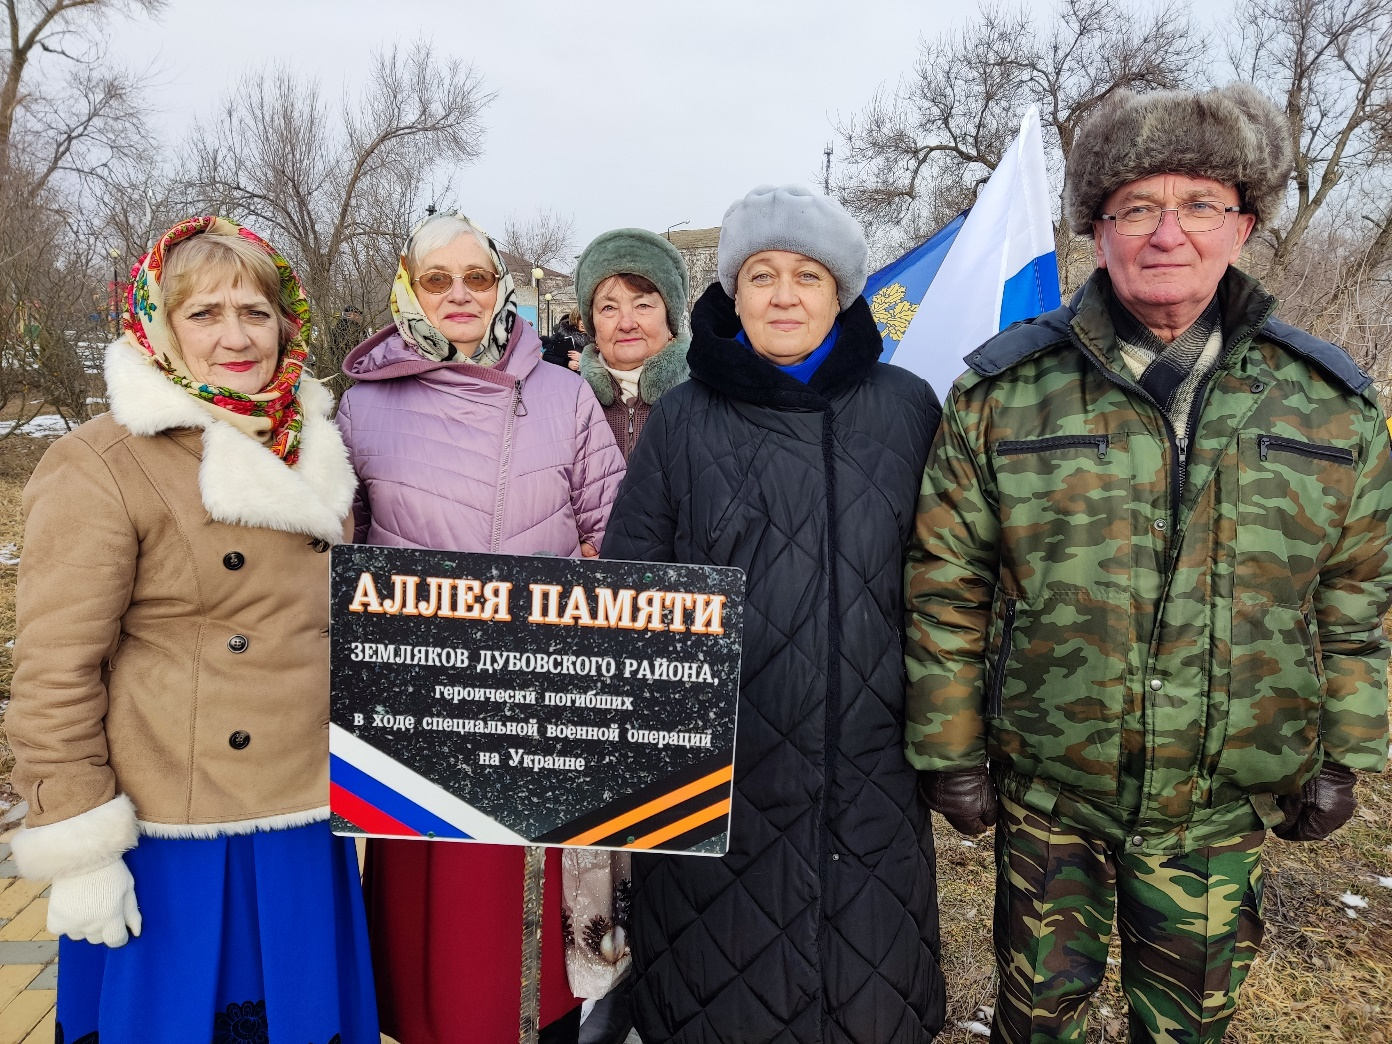 АЛЛЕЯ ПАМЯТИ
ЗЕМЛЯКОВ ДУБОВСКОГО РАЙОНА,
героически погибших
в ходе специальной военной операции
на Украине